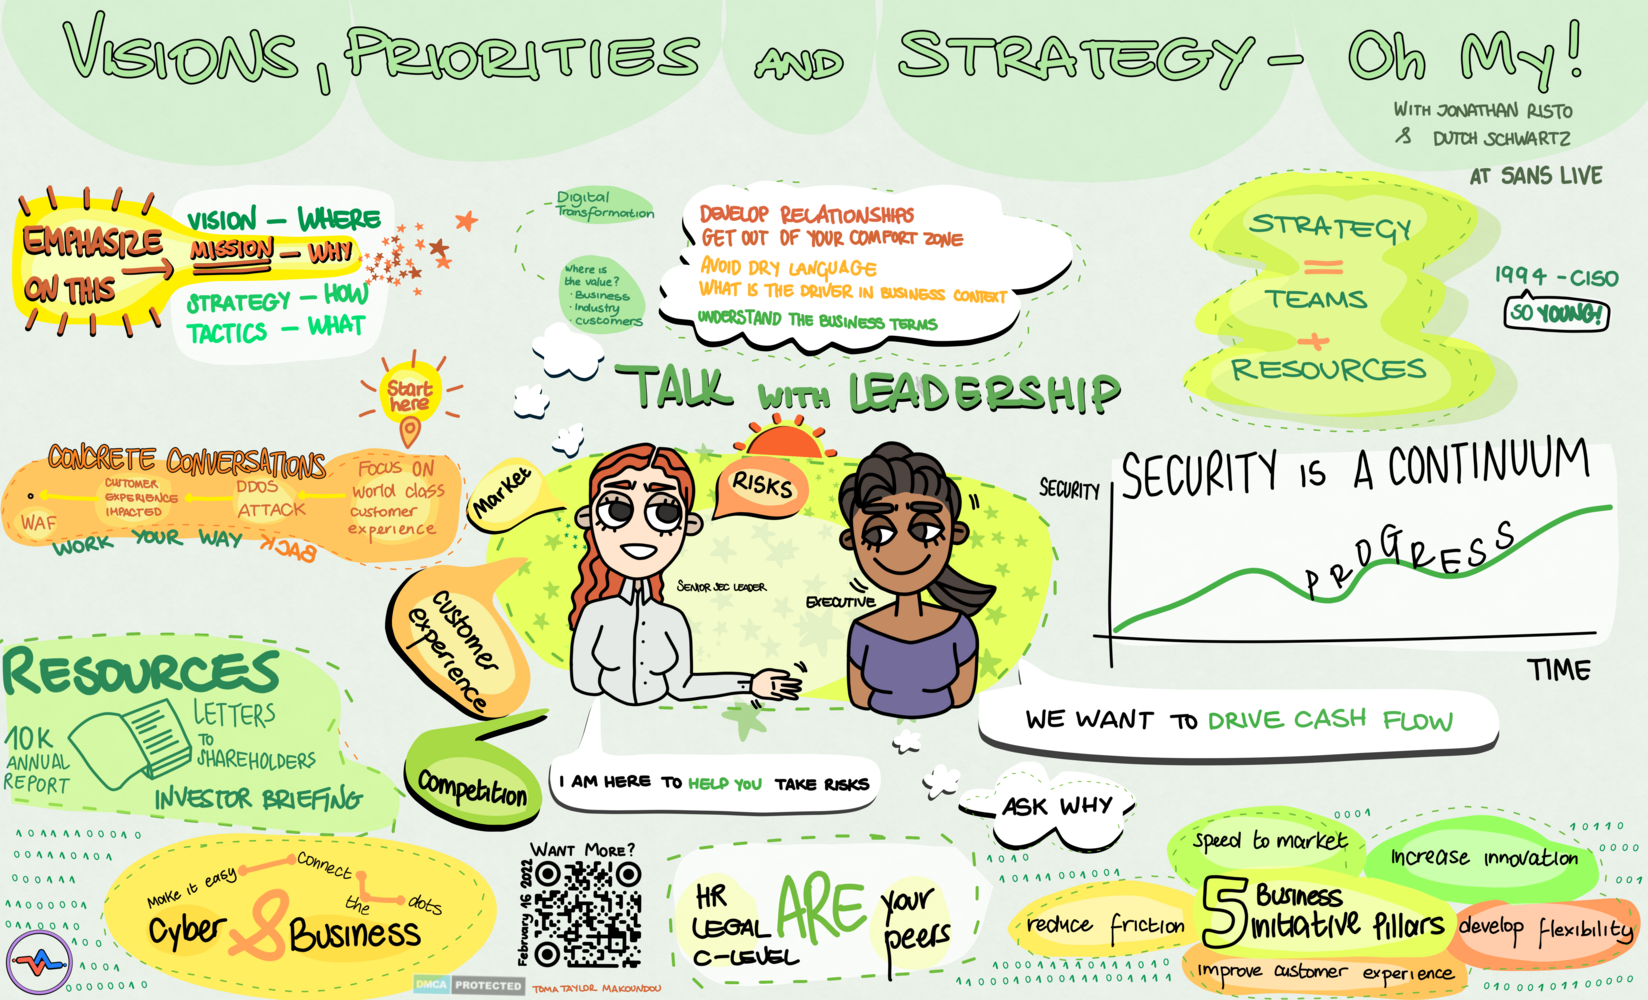 VISIONS, PRIORITIES AND STRATEGY - Oh My!
WITH JONATHAN RISTO
& DUTCH SCHWARTZ
AT SANS LIVE
EMPHASIZE
ON THIS
VISION - WHERE
MISSION - WHY
STRATEGY - HOW
TACTICS - WHAT
Digital
Transformation
where is
the value?
· Business
· Industry
· customers
DEVELOP RELATIONSHIPS
GET OUT OF YOUR COMFORT ZONE
AVOID DRY LANGUAGE
WHAT IS THE DRIVER IN BUSINESS CONTEXT
UNDERSTAND THE BUSINESS TERMS
STRATEGY
=
TEAMS
+
RESOURCES
1994 - CISO
SO YOUNG!
Start
here
TALK WITH LEADERSHIP
CONCRETE CONVERSATIONS
FOCUS ON
world class
customer
experience
DDOS
ATTACK
CUSTOMER
EXPERIENCE
IMPACTED
WAF
WORK YOUR WAY BACK
Market
RISKS
customer
experience
Competition
SENIOR SEC LEADER
EXECUTIVE
SECURITY
SECURITY IS A CONTINUUM
PROGRESS
TIME
I AM HERE TO HELP YOU TAKE RISKS
WE WANT TO DRIVE CASH FLOW
ASK WHY
RESOURCES
10K
ANNUAL
REPORT
LETTERS
TO
SHAREHOLDERS
INVESTOR BRIEFING
Make it easy
connect
the
dots
Cyber & Business
WANT MORE?
February 16 2022
DMCA PROTECTED
TOMA TAYLOR MAKOUNDOU
HR
LEGAL
C-LEVEL
ARE
your
peers
speed to market
Increase innovation
reduce friction
5 Business
initiative Pillars
develop flexibility
improve customer experience